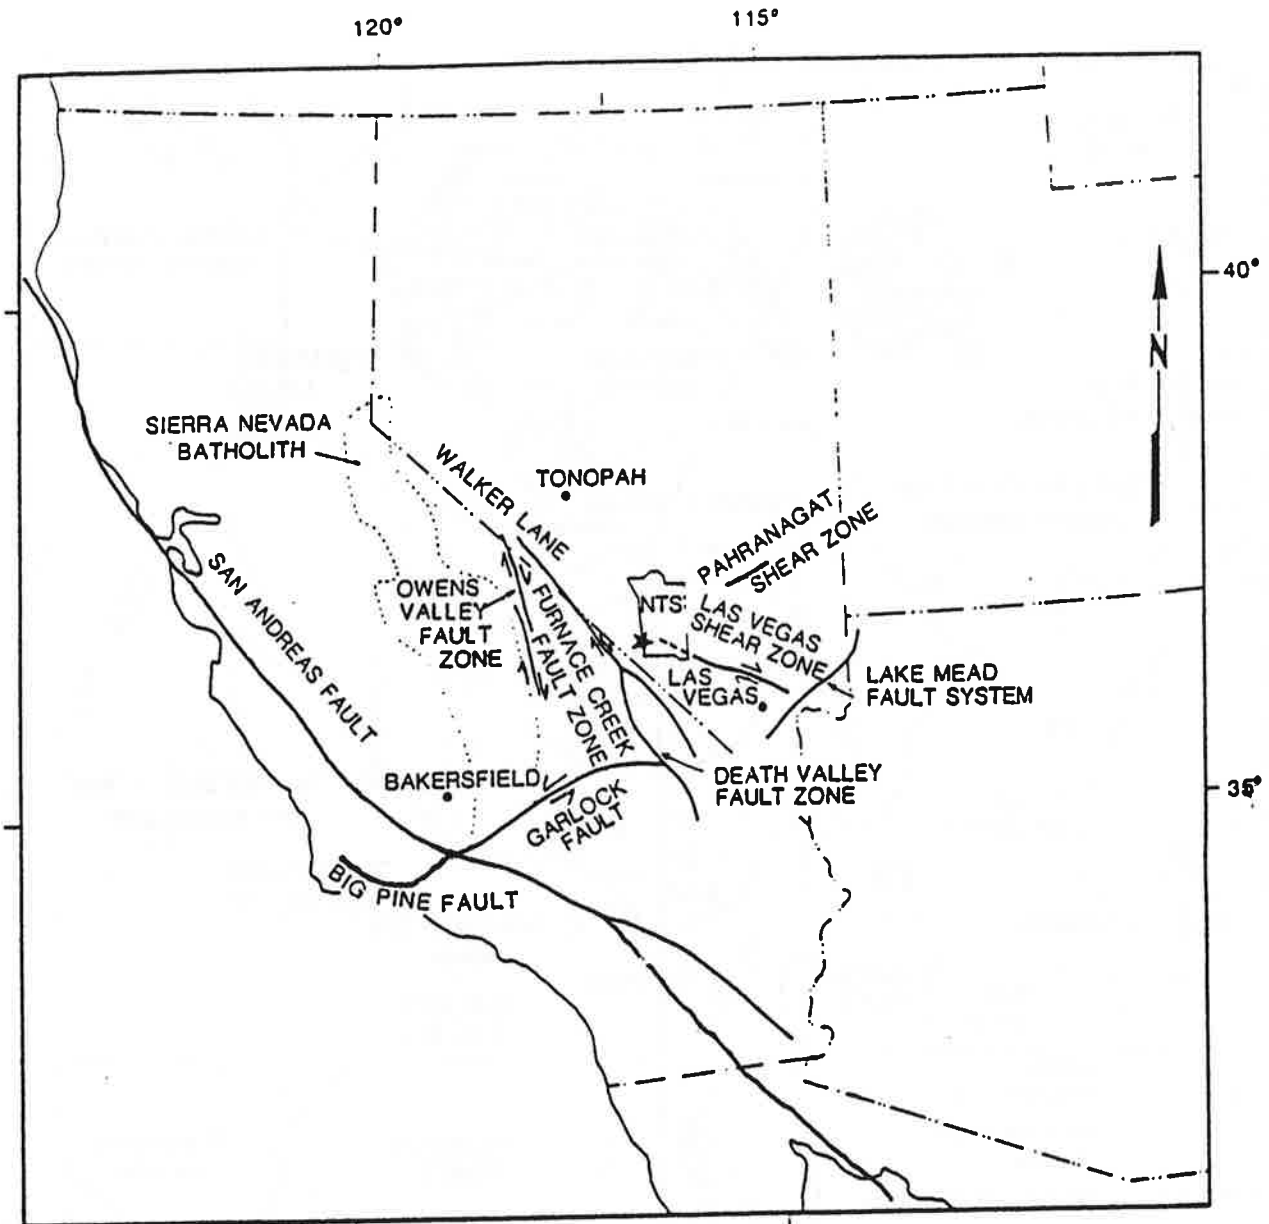 120°
115°
40°
N
SIERRA NEVADA
BATHOLITH
WALKER LANE
TONOPAH
PAHRANAGAT
SHEAR ZONE
SAN ANDREAS FAULT
OWENS
VALLEY
FAULT
ZONE
FURNACE CREEK
FAULT ZONE
NTS
LAS VEGAS
SHEAR ZONE
LAS
VEGAS
LAKE MEAD
FAULT SYSTEM
BAKERSFIELD
GARLOCK
FAULT
DEATH VALLEY
FAULT ZONE
35°
BIG PINE FAULT